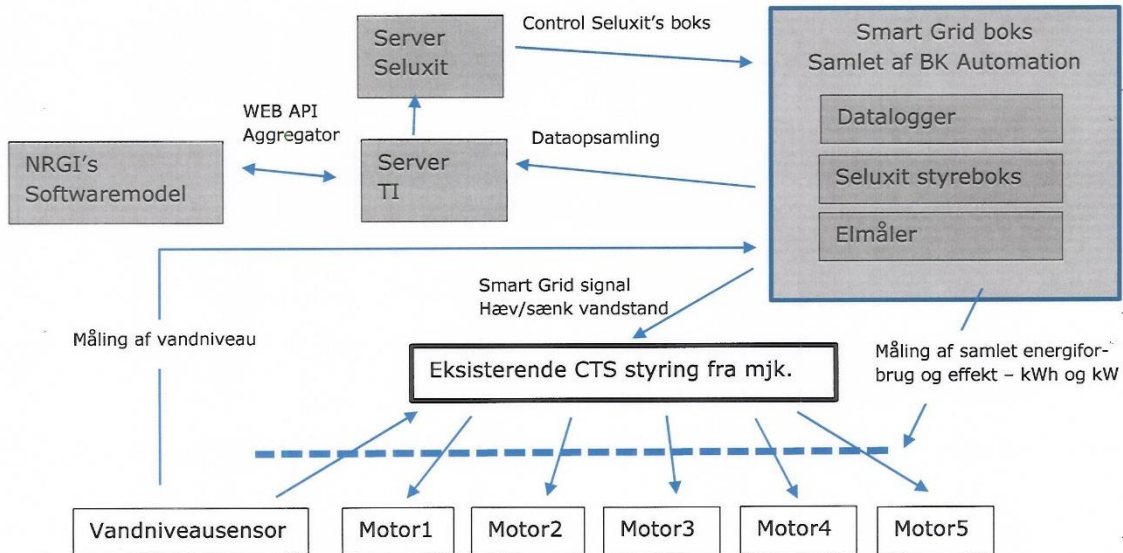 Control Seluxit's boks
Server
Seluxit
Smart Grid boks
Samlet af BK Automation
Datalogger
Seluxit styreboks
Elmåler
WEB API
Aggregator
Dataopsamling
NRGI's
Softwaremodel
Server
TI
Smart Grid signal
Hæv/sænk vandstand
Måling af vandniveau
Eksisterende CTS styring fra mjk.
Måling af samlet energifor-
brug og effekt – kWh og kW
Vandniveausensor
Motor1
Motor2
Motor3
Motor4
Motor5